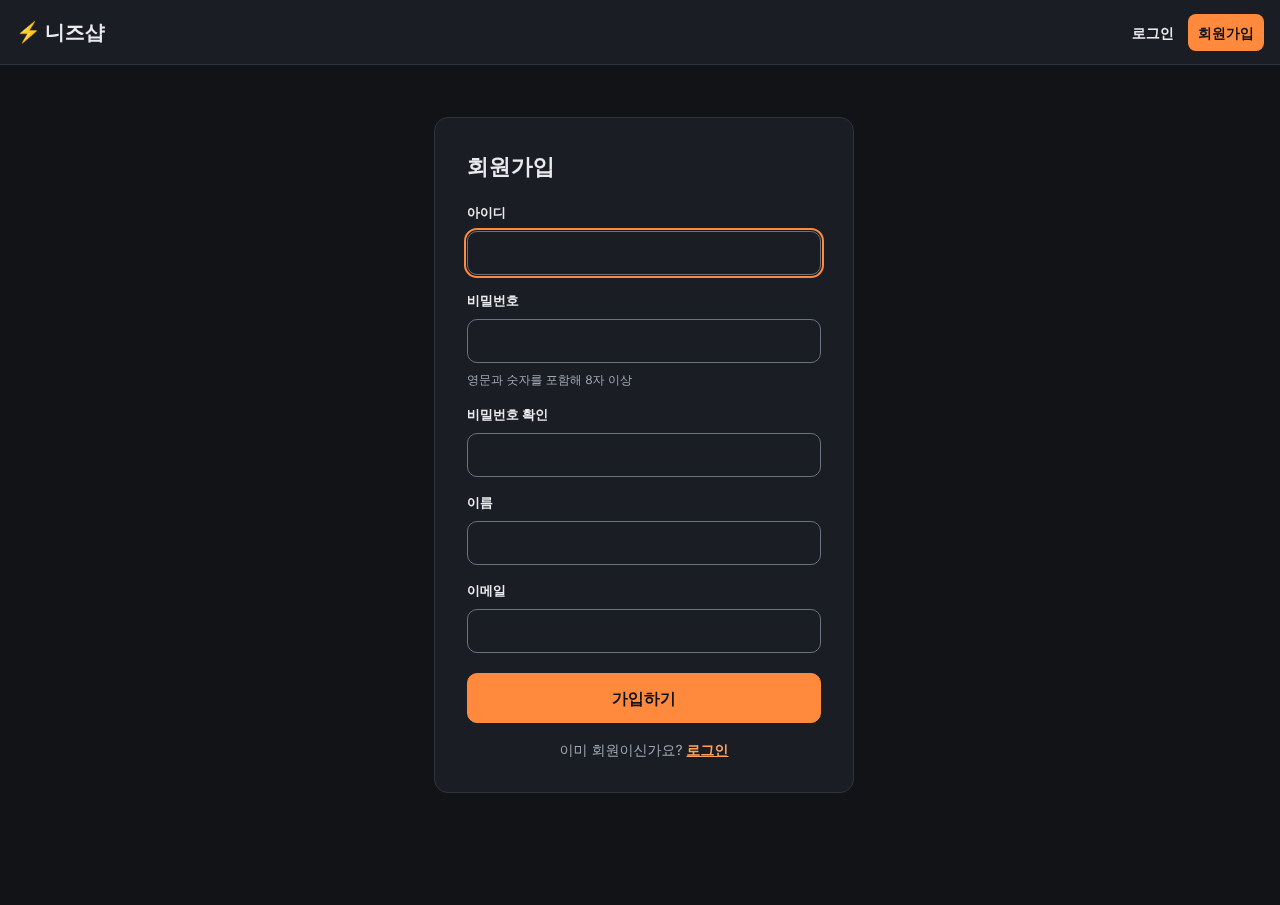 ⚡ 니즈샵
로그인
회원가입
회원가입
아이디
비밀번호
영문과 숫자를 포함해 8자 이상
비밀번호 확인
이름
이메일
가입하기
이미 회원이신가요? 로그인